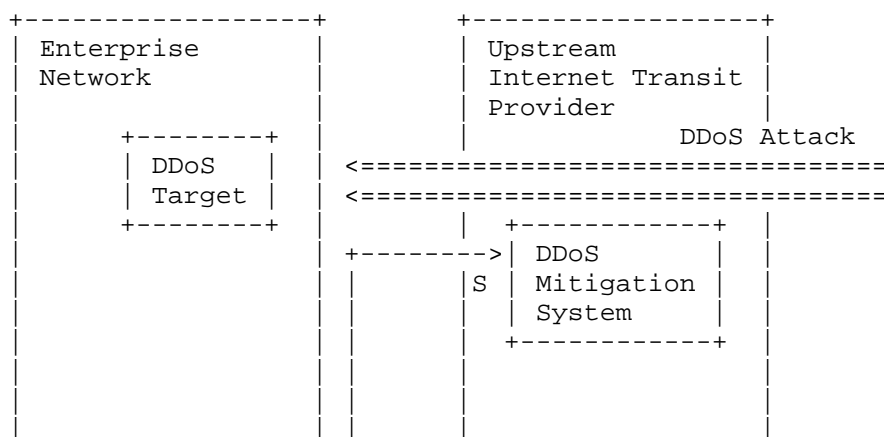 Enterprise Upstream
Network Internet Transit
Provider
DDoS Attack
DDoS
Target
DDoS
S Mitigation
System